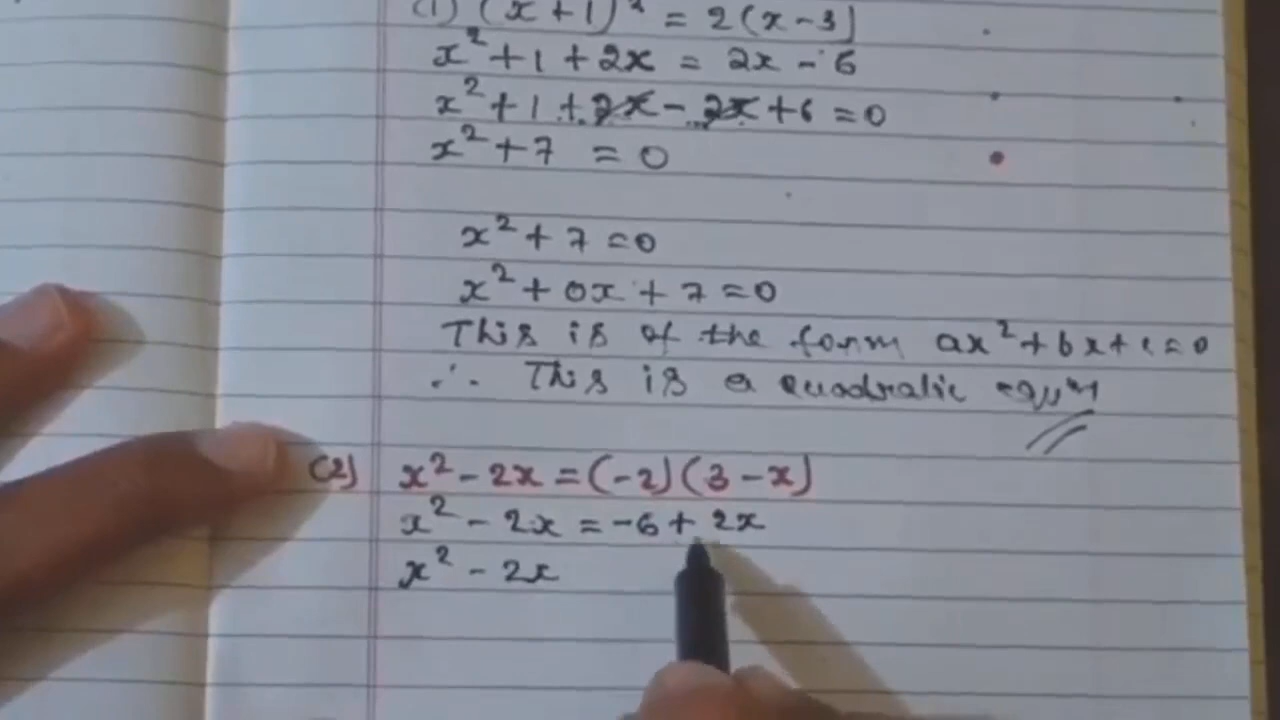 (1) (x+1)² = 2(x-3)
x²+1+2x = 2x-6
x²+1+2x-2x+6=0
x²+7 =0
x²+7=0
x²+0x+7=0
This is of the form ax²+bx+c=0
∴ This is a quadratic
(2) x²-2x=(-2)(3-x)
x²-2x=-6+2x
x²-2x